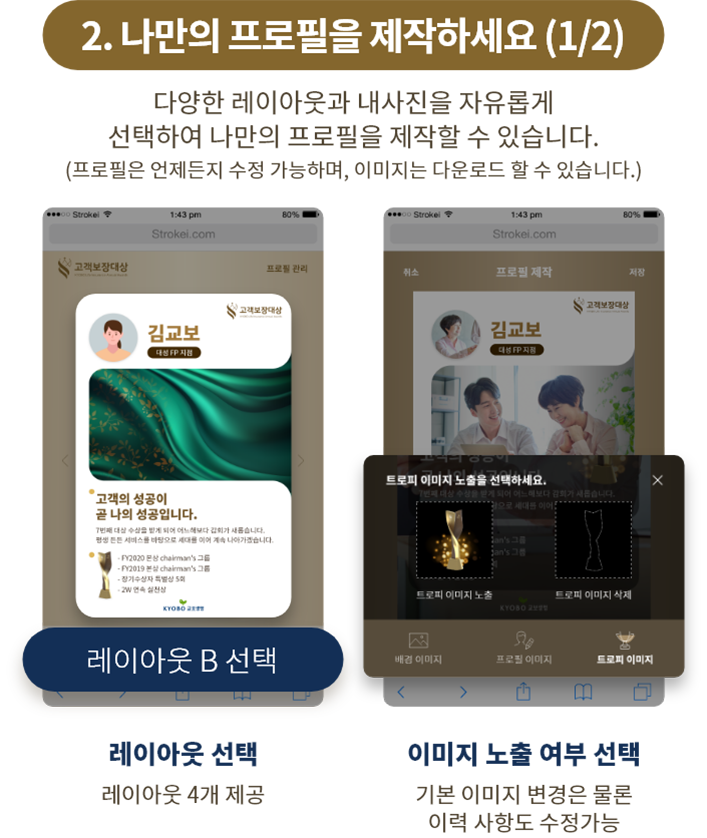 2. 나만의 프로필을 제작하세요 (1/2)
다양한 레이아웃과 내사진을 자유롭게
선택하여 나만의 프로필을 제작할 수 있습니다.
(프로필은 언제든지 수정 가능하며, 이미지는 다운로드 할 수 있습니다.)
Strokei
1:43 pm
80%
Strokei.com
고객보장대상
프로필 관리
고객보장대상
김교보
대성 FP 지점
고객의 성공이
곧 나의 성공입니다.
7번째 대상 수상을 받게 되어 어느해보다 감회가 새롭습니다.
평생 든든 서비스를 바탕으로 세대를 이어 계속 나아가겠습니다.
- FY2020 본상 chairman's 그룹
- FY2019 본상 chairman's 그룹
- 장기수상자 특별상 5회
- 2W 연속 실천상
KYOBO 교보생명
레이아웃 B 선택
레이아웃 선택
레이아웃 4개 제공
Strokei
1:43 pm
80%
Strokei.com
취소
프로필 제작
저장
고객보장대상
김교보
대성 FP 지점
트로피 이미지 노출을 선택하세요.
트로피 이미지 노출
트로피 이미지 삭제
배경 이미지
프로필 이미지
트로피 이미지
이미지 노출 여부 선택
기본 이미지 변경은 물론
이력 사항도 수정가능